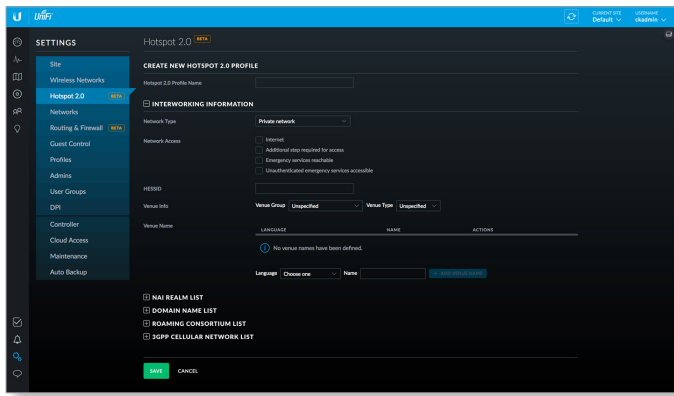 U UniFi
CURRENT SITE
Default
USERNAME
ckadmin
SETTINGS
Site
Wireless Networks
Hotspot 2.0 BETA
Networks
Routing & Firewall BETA
Guest Control
Profiles
Admins
User Groups
DPI
Controller
Cloud Access
Maintenance
Auto Backup
Hotspot 2.0 BETA
CREATE NEW HOTSPOT 2.0 PROFILE
Hotspot 2.0 Profile Name
INTERWORKING INFORMATION
Network Type Private network
Network Access Internet
Additional step required for access
Emergency services reachable
Unauthenticated emergency services accessible
HESSID
Venue Info Venue Group Unspecified Venue Type Unspecified
Venue Name
LANGUAGE NAME ACTIONS
No venue names have been defined.
Language Choose one Name + ADD VENUE NAME
NAI REALM LIST
DOMAIN NAME LIST
ROAMING CONSORTIUM LIST
3GPP CELLULAR NETWORK LIST
SAVE CANCEL